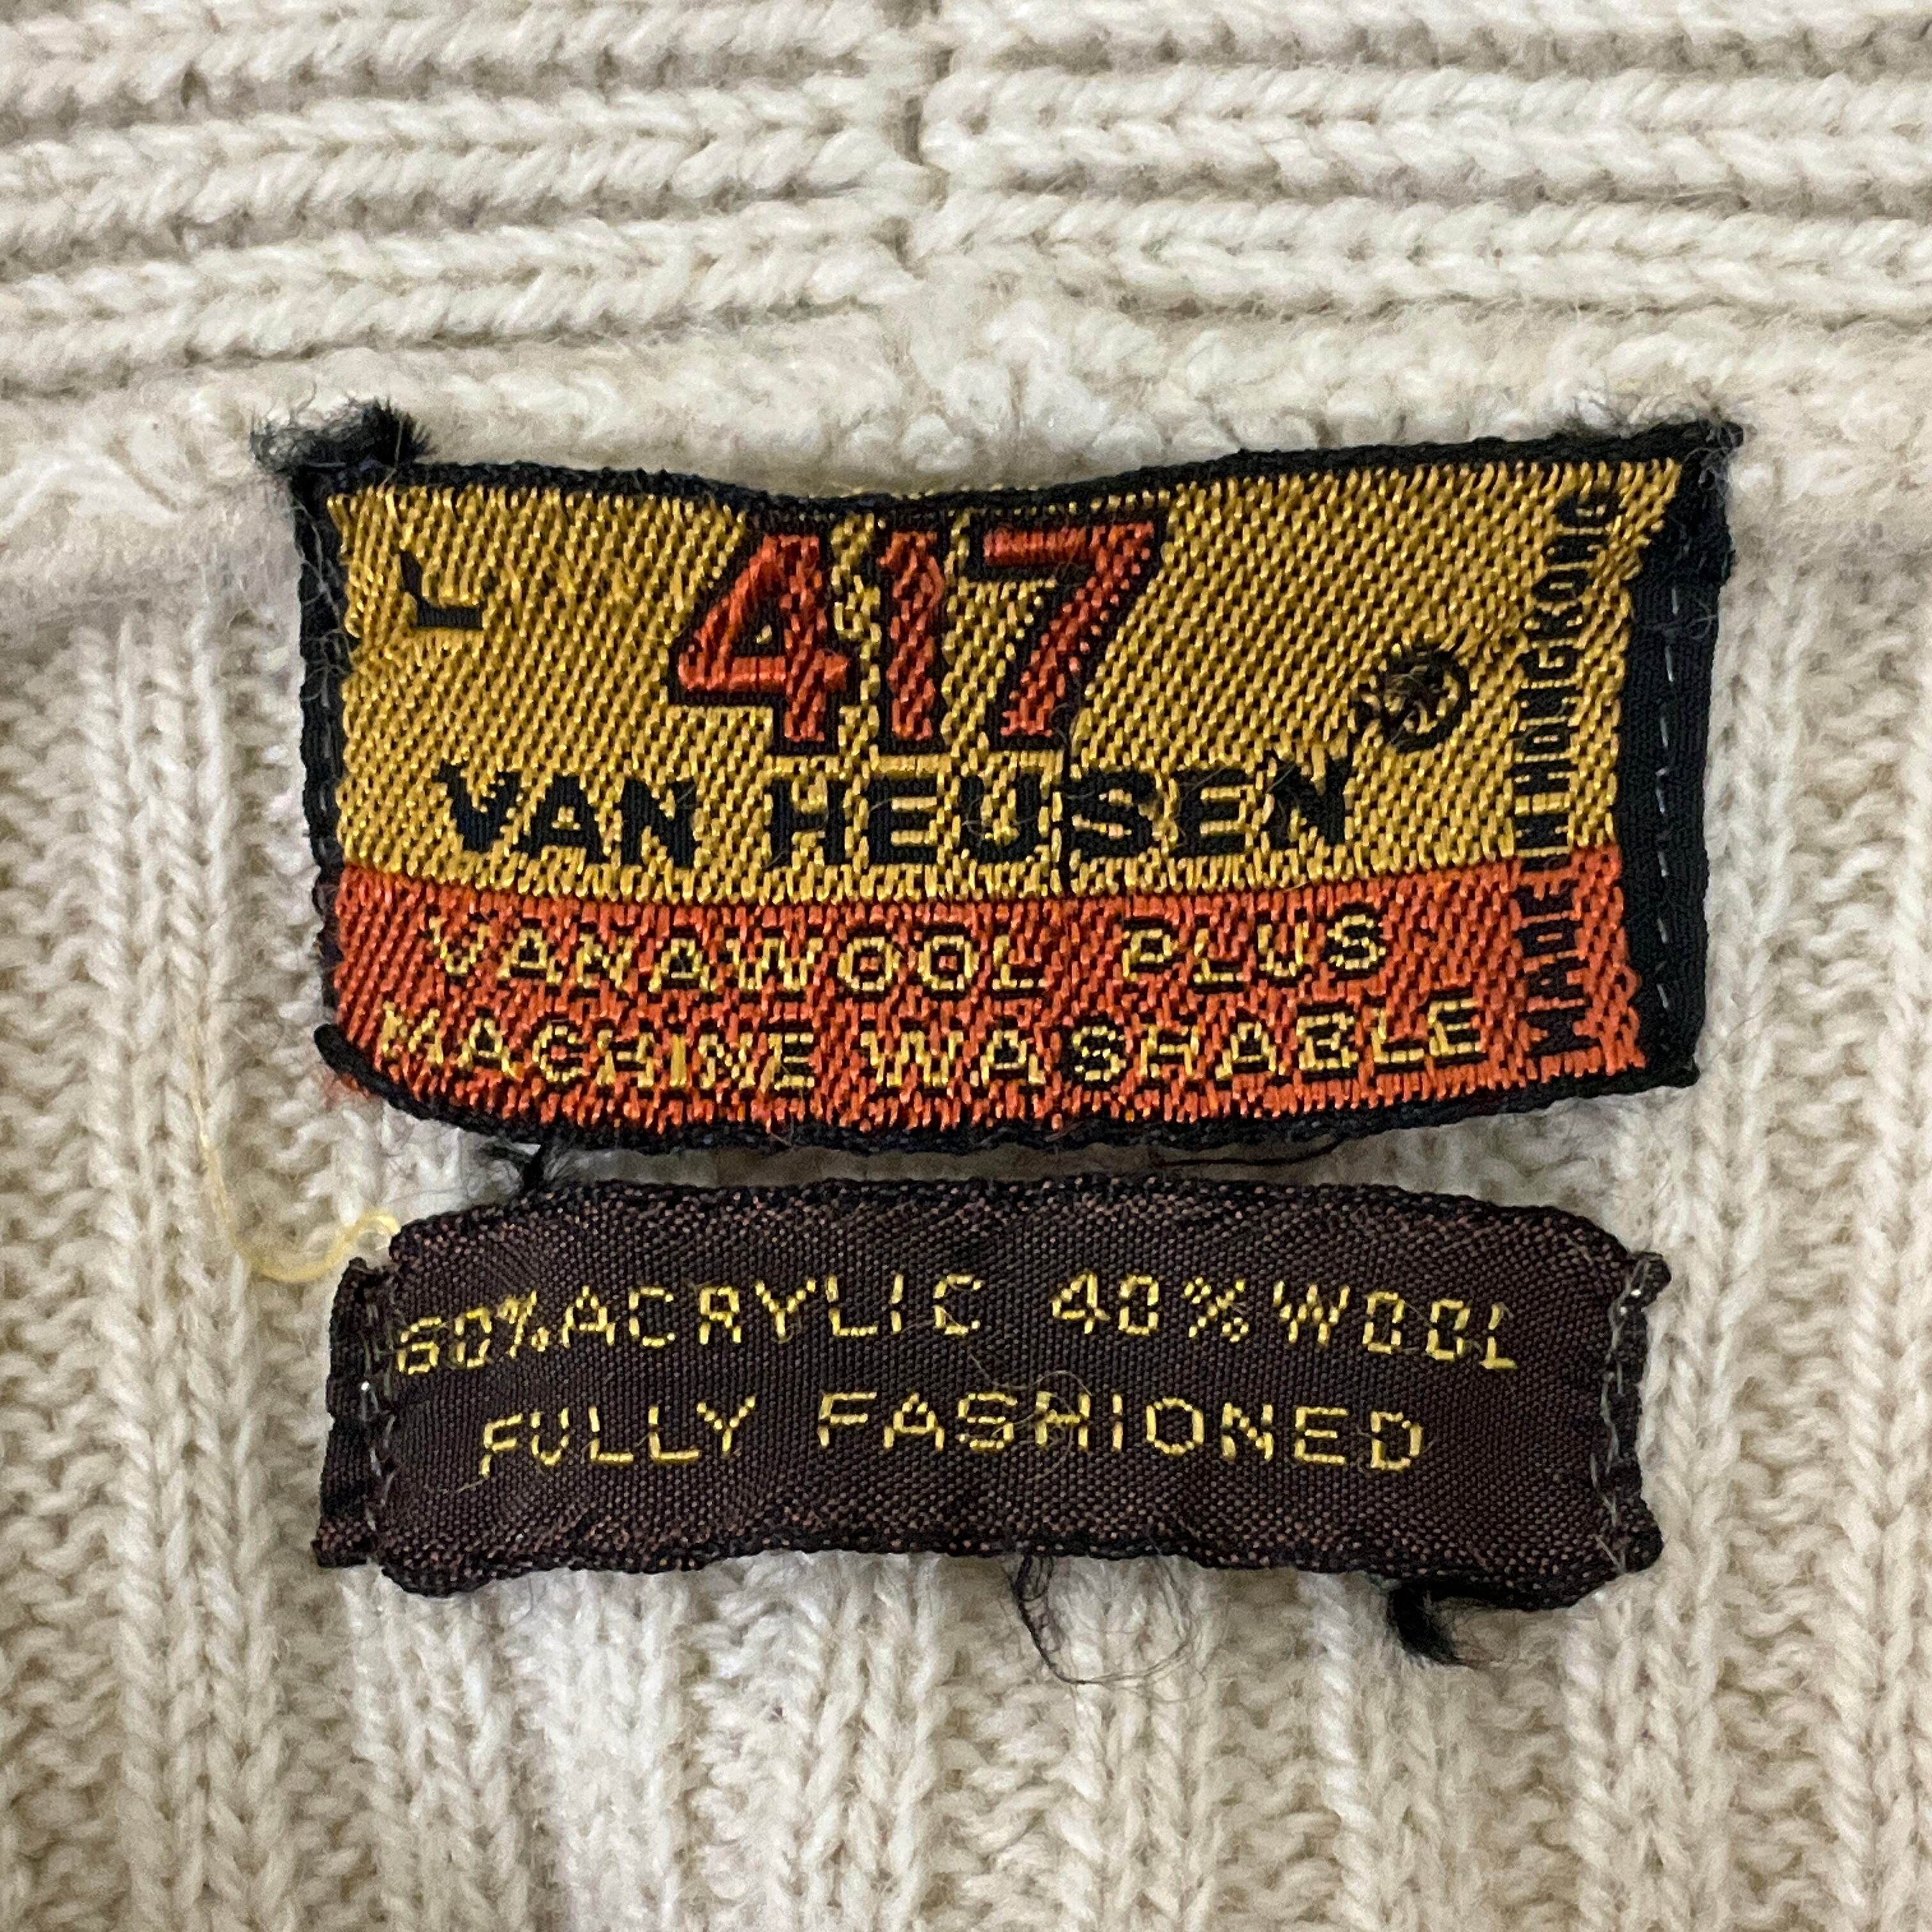 L
417
VAN HEUSEN ®
VANAWOOL PLUS
MACHINE WASHABLE
MADE IN HONG KONG
60% ACRYLIC 40% WOOL
FULLY FASHIONED